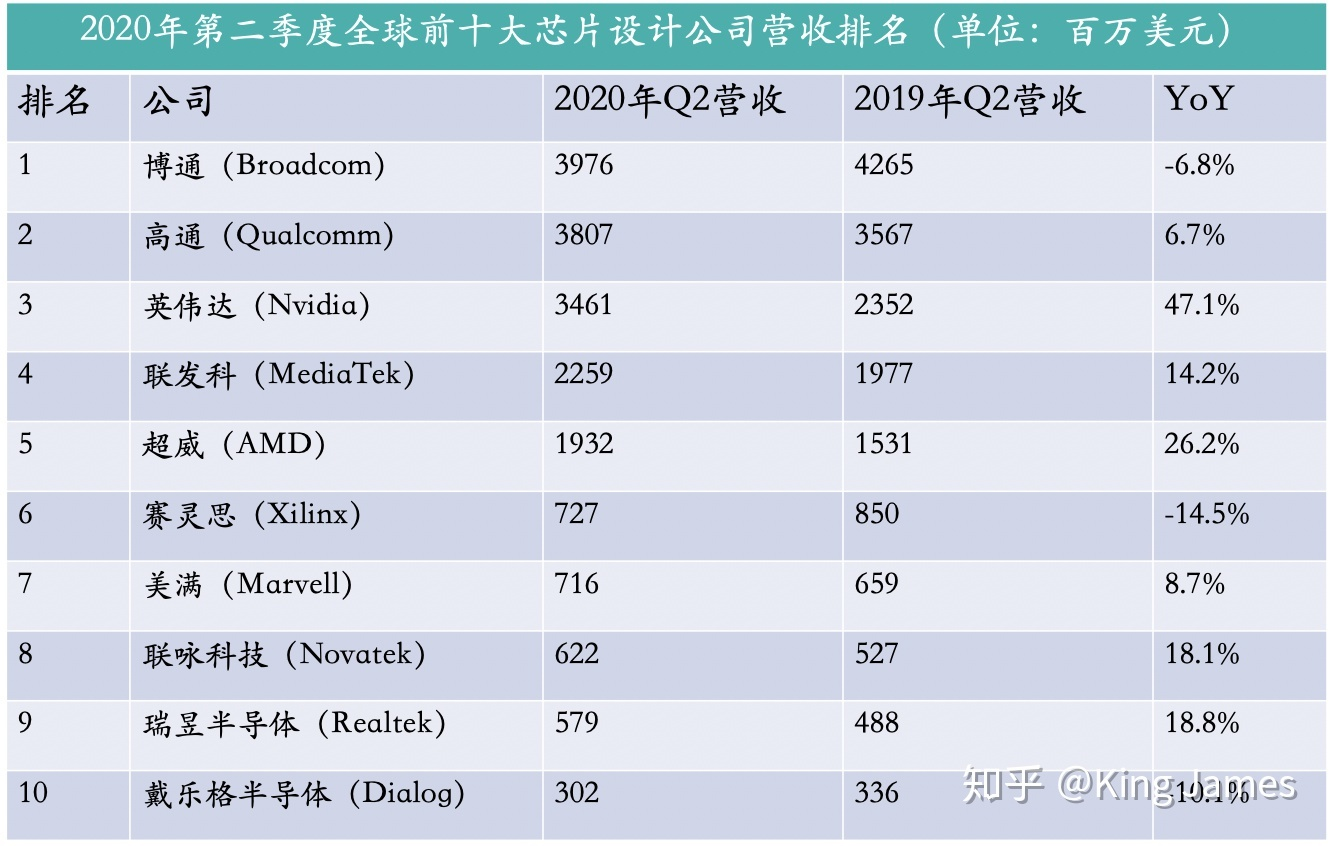 2020年第二季度全球前十大芯片设计公司营收排名（单位：百万美元）
排名 公司 2020年Q2营收 2019年Q2营收 YoY
1 博通（Broadcom） 3976 4265 -6.8%
2 高通（Qualcomm) 3807 3567 6.7%
3 英伟达（Nvidia） 3461 2352 47.1%
4 联发科（MediaTek） 2259 1977 14.2%
5 超威（AMD） 1932 1531 26.2%
6 赛灵思（Xilinx） 727 850 -14.5%
7 美满（Marvell） 716 659 8.7%
8 联咏科技（Novatek） 622 527 18.1%
9 瑞昱半导体（Realtek） 579 488 18.8%
10 戴乐格半导体（Dialog） 302 336 -10.1%
知乎 @King James